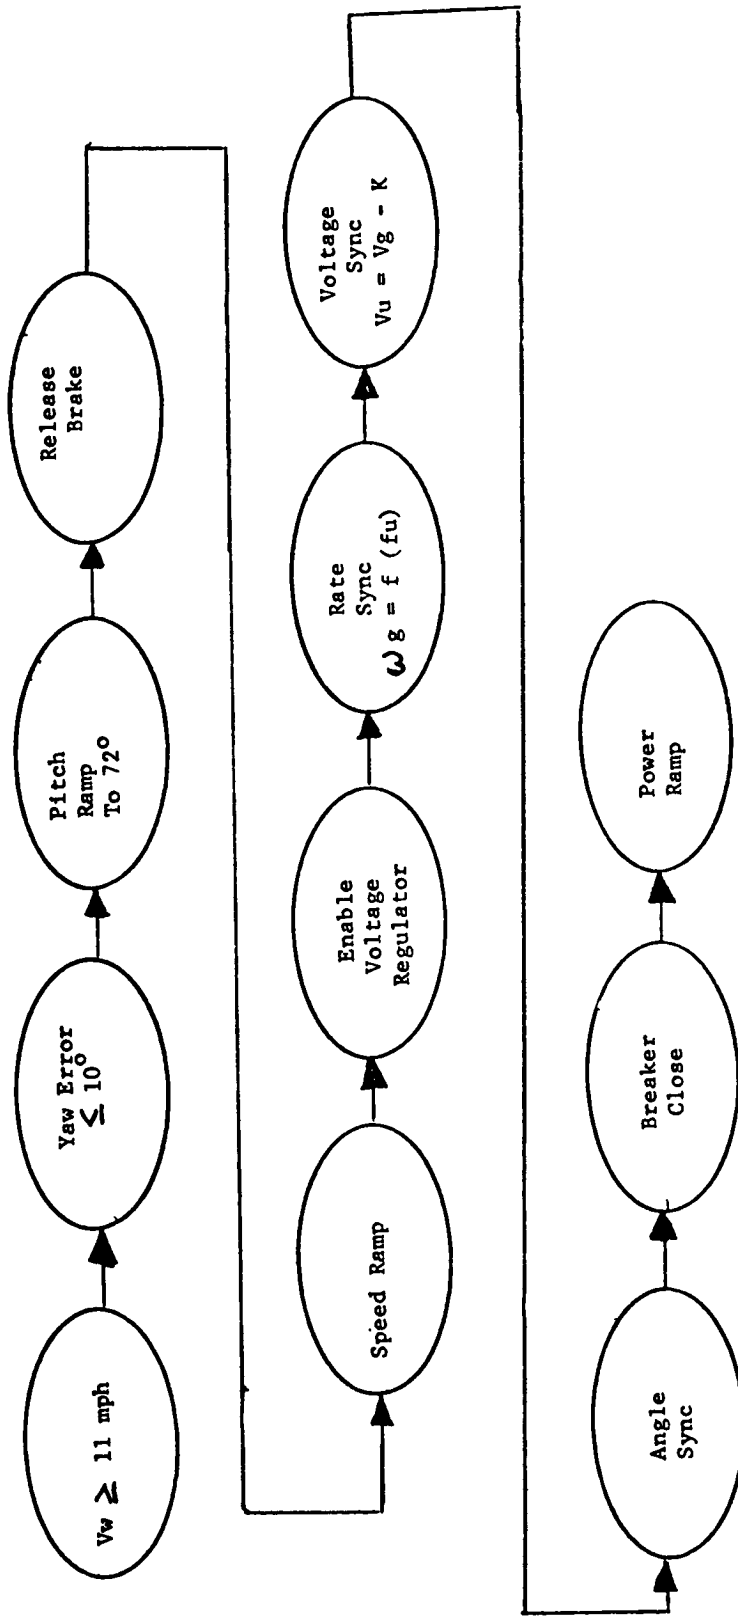 Vw ≥ 11 mph
Yaw Error
≤ 10°
Pitch
Ramp
To 72°
Release
Brake
Speed Ramp
Enable
Voltage
Regulator
Rate
Sync
ωg = f (fu)
Voltage
Sync
Vu = Vg - K
Angle
Sync
Breaker
Close
Power
Ramp